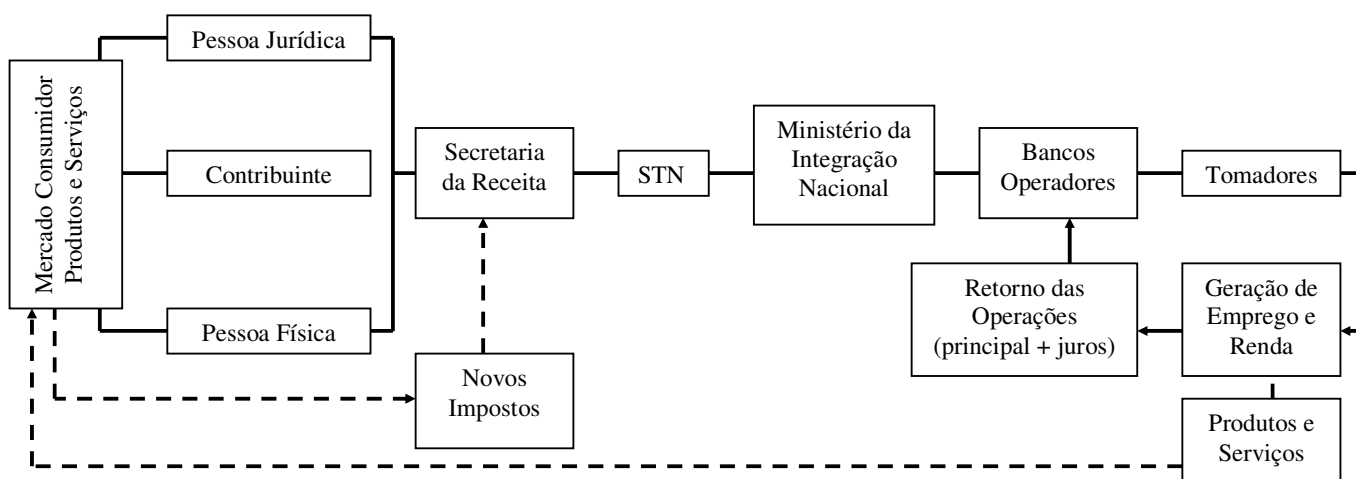 Pessoa Jurídica
Mercado Consumidor
Produtos e Serviços
Contribuinte
Pessoa Física
Secretaria
da Receita
STN
Ministério da
Integração
Nacional
Bancos
Operadores
Tomadores
Retorno das
Operações
(principal + juros)
Geração de
Emprego e
Renda
Novos
Impostos
Produtos e
Serviços